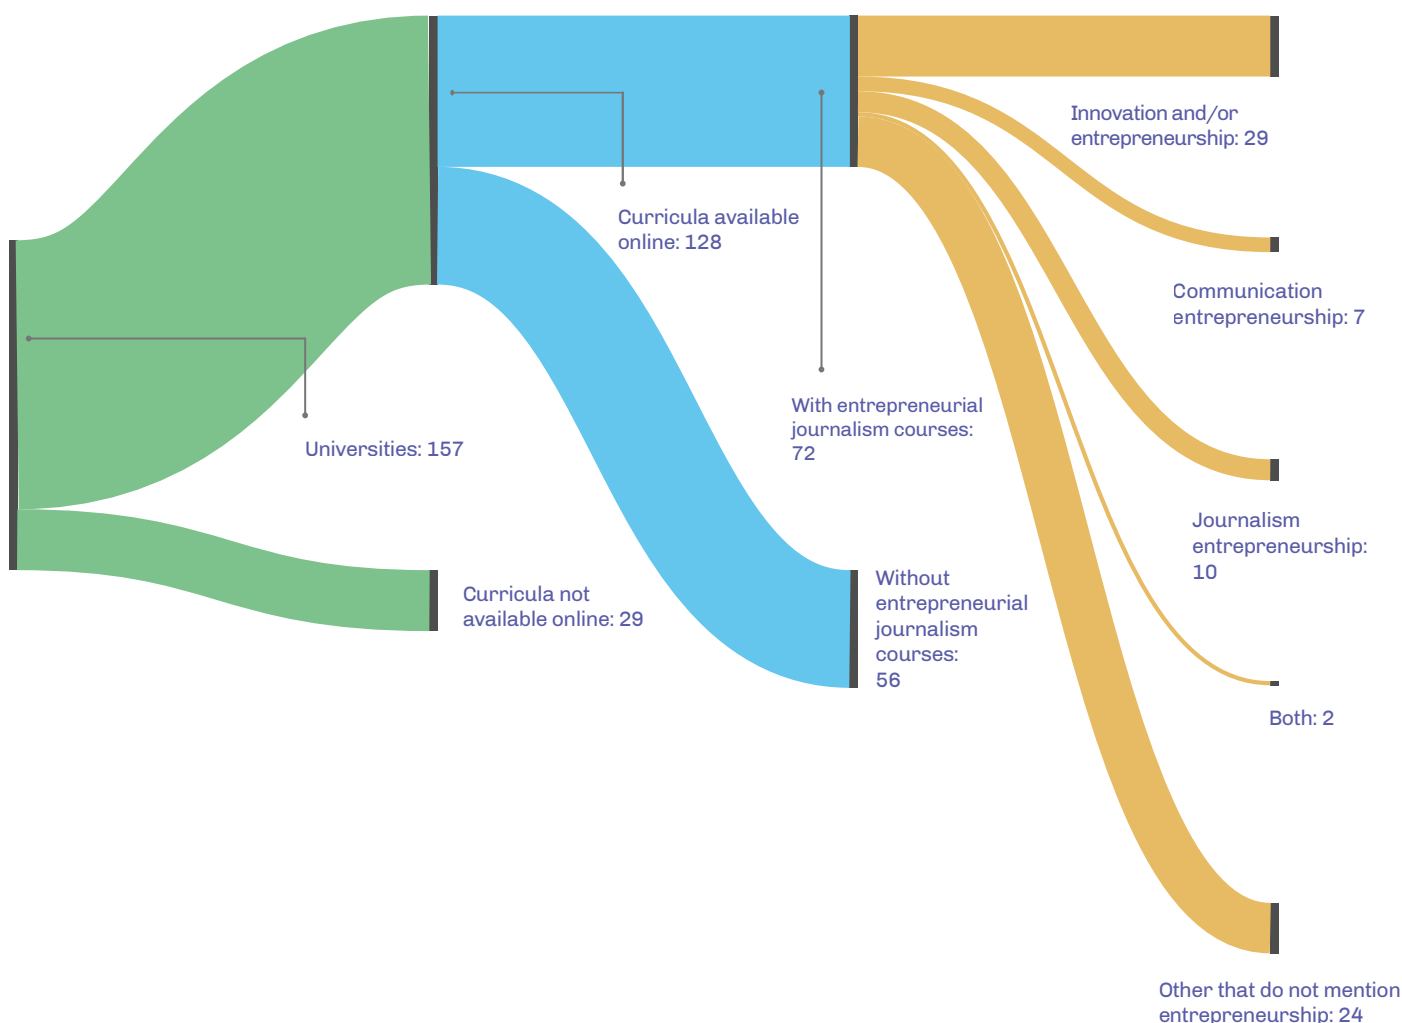 Innovation and/or
entrepreneurship: 29
Curricula available
online: 128
Communication
entrepreneurship: 7
With entrepreneurial
journalism courses:
72
Universities: 157
Journalism
entrepreneurship:
10
Without
entrepreneurial
journalism
courses:
56
Curricula not
available online: 29
Both: 2
Other that do not mention
entrepreneurship: 24